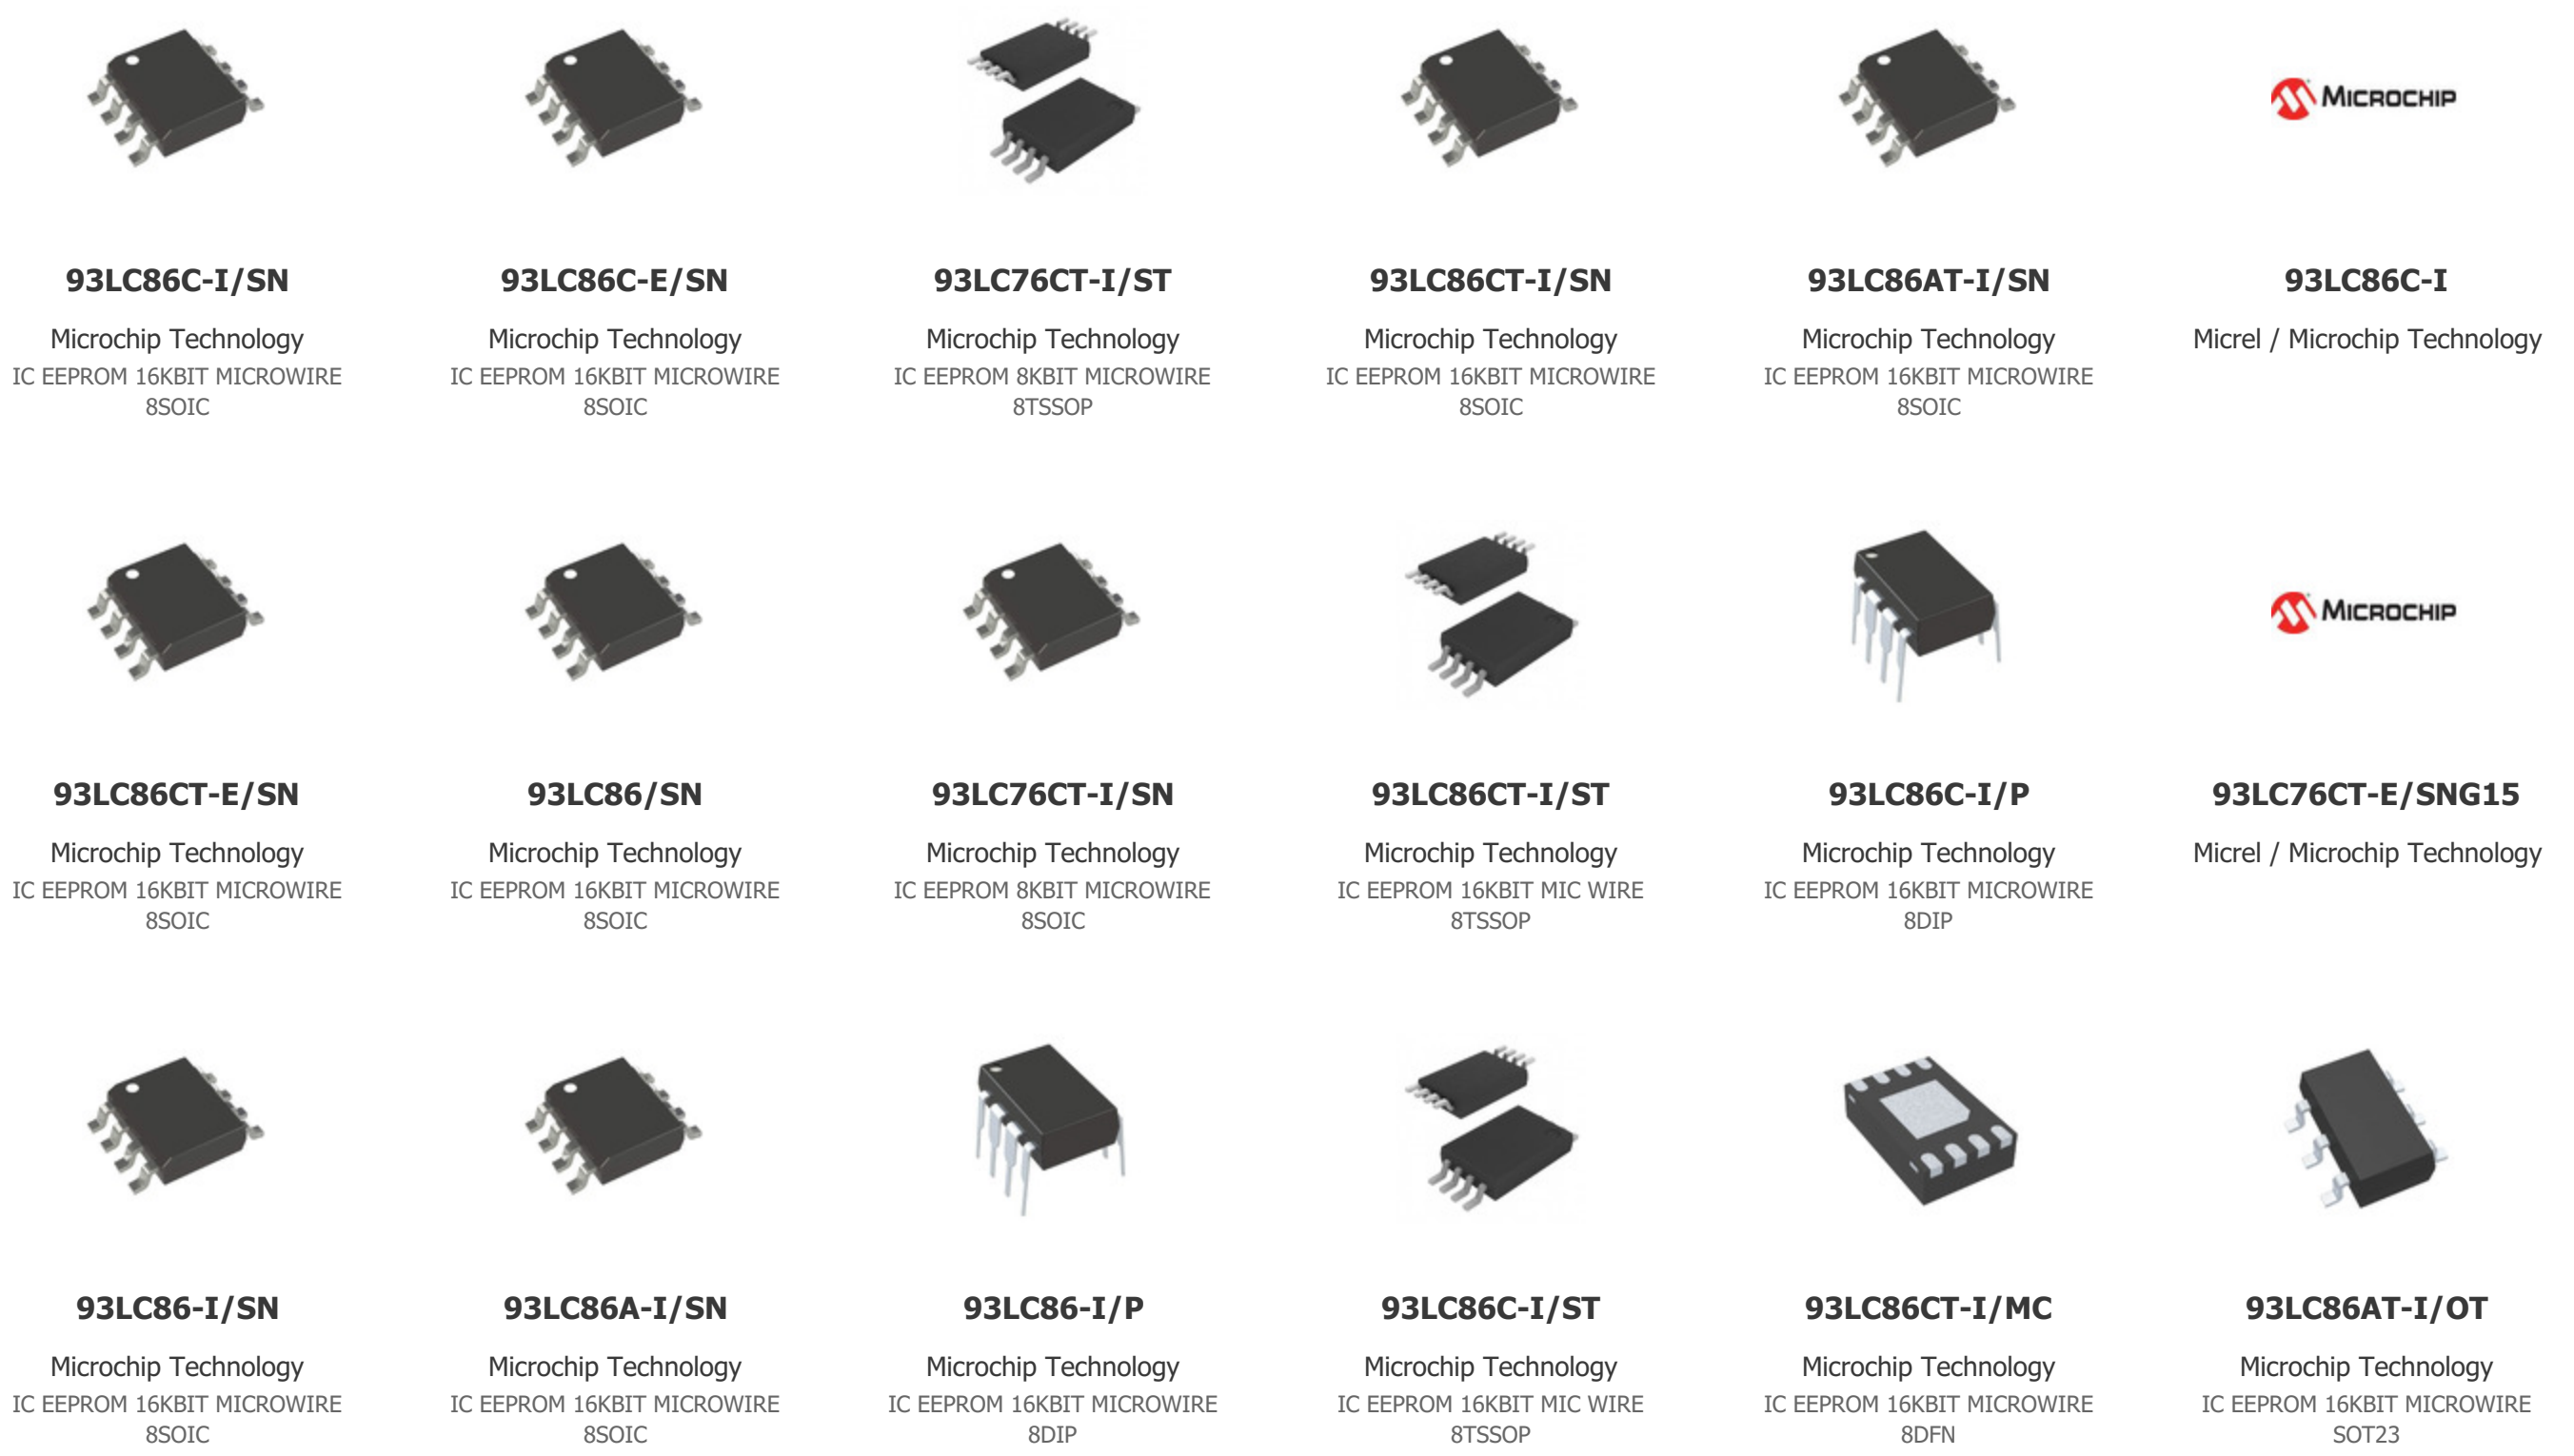 MICROCHIP
93LC86C-I/SN
Microchip Technology
IC EEPROM 16KBIT MICROWIRE
8SOIC
93LC86C-E/SN
Microchip Technology
IC EEPROM 16KBIT MICROWIRE
8SOIC
93LC76CT-I/ST
Microchip Technology
IC EEPROM 8KBIT MICROWIRE
8TSSOP
93LC86CT-I/SN
Microchip Technology
IC EEPROM 16KBIT MICROWIRE
8SOIC
93LC86AT-I/SN
Microchip Technology
IC EEPROM 16KBIT MICROWIRE
8SOIC
93LC86C-I
Micrel / Microchip Technology
MICROCHIP
93LC86CT-E/SN
Microchip Technology
IC EEPROM 16KBIT MICROWIRE
8SOIC
93LC86/SN
Microchip Technology
IC EEPROM 16KBIT MICROWIRE
8SOIC
93LC76CT-I/SN
Microchip Technology
IC EEPROM 8KBIT MICROWIRE
8SOIC
93LC86CT-I/ST
Microchip Technology
IC EEPROM 16KBIT MIC WIRE
8TSSOP
93LC86C-I/P
Microchip Technology
IC EEPROM 16KBIT MICROWIRE
8DIP
93LC76CT-E/SNG15
Micrel / Microchip Technology
93LC86-I/SN
Microchip Technology
IC EEPROM 16KBIT MICROWIRE
8SOIC
93LC86A-I/SN
Microchip Technology
IC EEPROM 16KBIT MICROWIRE
8SOIC
93LC86-I/P
Microchip Technology
IC EEPROM 16KBIT MICROWIRE
8DIP
93LC86C-I/ST
Microchip Technology
IC EEPROM 16KBIT MIC WIRE
8TSSOP
93LC86CT-I/MC
Microchip Technology
IC EEPROM 16KBIT MICROWIRE
8DFN
93LC86AT-I/OT
Microchip Technology
IC EEPROM 16KBIT MICROWIRE
SOT23